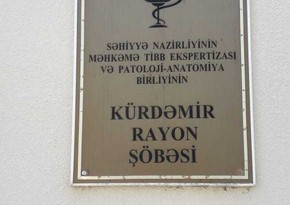 SƏHİYYƏ NAZİRLİYİNİN
MƏHKƏMƏ TİBB EKSPERTİZASI
VƏ PATOLOJİ-ANATOMİYA
BİRLİYİNİN
KÜRDƏMİR
RAYON
ŞÖBƏSİ